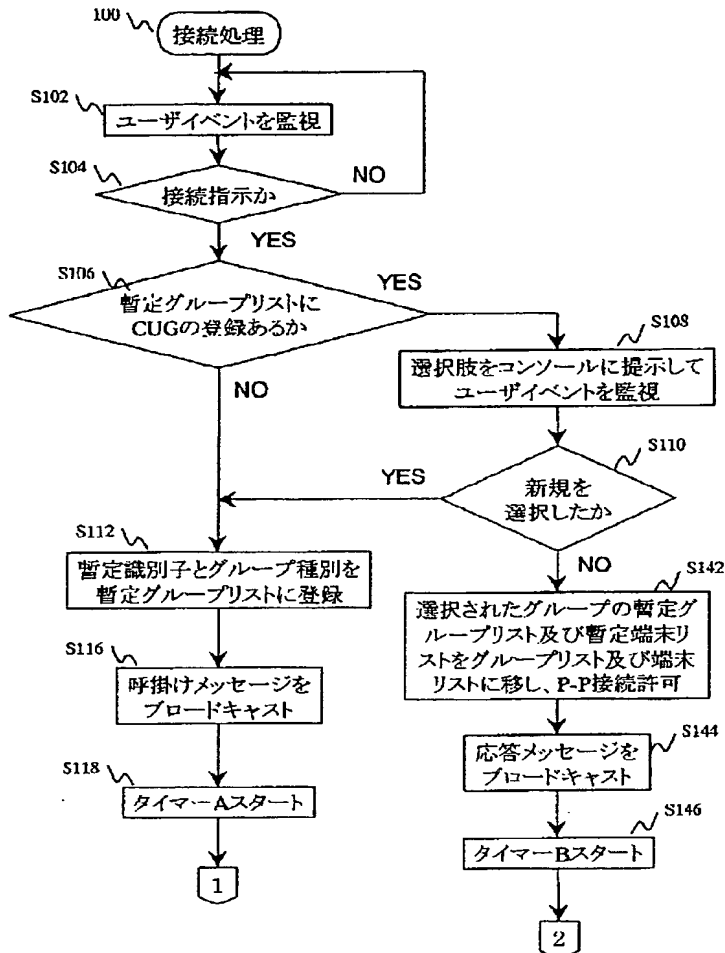 100
接続処理
S102
ユーザイベントを監視
S104
接続指示か
NO
YES
S106
暫定グループリストに
CUGの登録あるか
YES
NO
S108
選択肢をコンソールに提示して
ユーザイベントを監視
S110
新規を
選択したか
YES
NO
S112
暫定識別子とグループ種別を
暫定グループリストに登録
S142
選択されたグループの暫定グ
ループリスト及び暫定端末リ
ストをグループリスト及び端末
リストに移し、P-P接続許可
S116
呼掛けメッセージを
ブロードキャスト
S144
応答メッセージを
ブロードキャスト
S118
タイマーAスタート
S146
タイマーBスタート
1
2